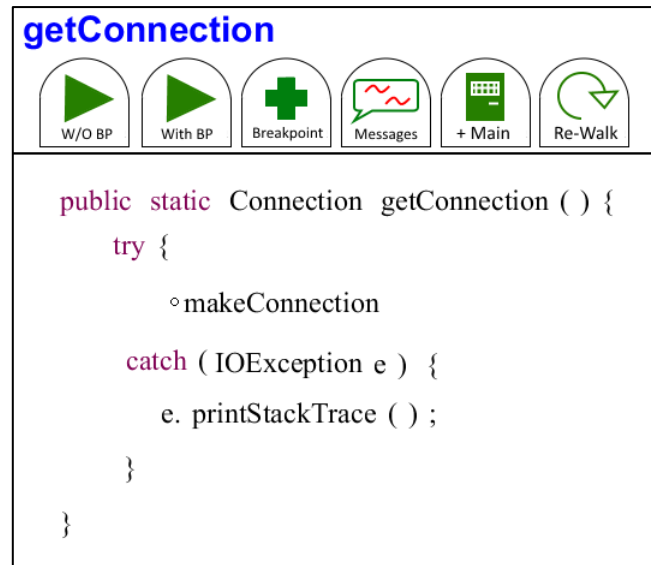 getConnection
W/O BP With BP Breakpoint Messages + Main Re-Walk
public static Connection getConnection ( ) {
try {
makeConnection
catch ( IOException e ) {
e. printStackTrace ( ) ;
}
}